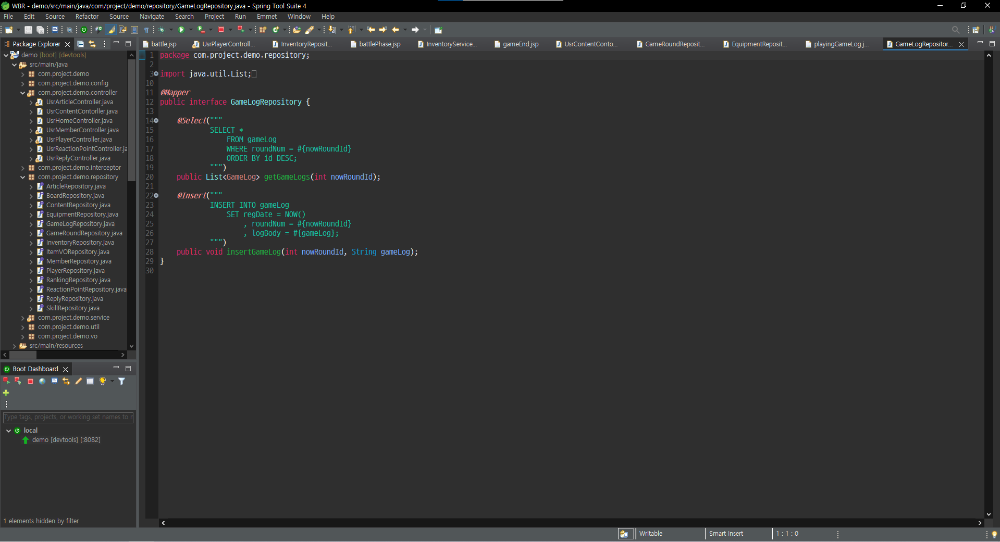 WBR - demo/src/main/java/com/project/demo/repository/GameLogRepository.java - Spring Tool Suite 4
File Edit Source Refactor Source Navigate Search Project Run Emmet Window Help
Package Explorer
demo [boot] [devtools]
src/main/java
com.project.demo
com.project.demo.config
com.project.demo.controller
UsrArticleController.java
UsrContentContorller.java
UsrHomeController.java
UsrMemberController.java
UsrPlayerController.java
UsrReactionPointController.ja
UsrReplyController.java
com.project.demo.interceptor
com.project.demo.repository
ArticleRepository.java
BoardRepository.java
ContentRepository.java
EquipmentRepository.java
GameLogRepository.java
GameRoundRepository.java
InventoryRepository.java
ItemVORepository.java
MemberRepository.java
PlayerRepository.java
RankingRepository.java
ReactionPointRepository.java
ReplyRepository.java
SkillRepository.java
com.project.demo.service
com.project.demo.util
com.project.demo.vo
src/main/resources
Boot Dashboard
Type tags, projects, or working set names to
local
demo [devtools] [:8082]
1 elements hidden by filter
battle.jsp UsrPlayerControll... InventoryReposit... battlePhase.jsp InventoryService... gameEnd.jsp UsrContentConto... GameRoundReposit... EquipmentReposit... playingGameLog.j... GameLogRepositor...
1 package com.project.demo.repository;
2
3 import java.util.List;
10
11 @Mapper
12 public interface GameLogRepository {
13
14 @Select("""
15 SELECT *
16 FROM gameLog
17 WHERE roundNum = #{nowRoundId}
18 ORDER BY id DESC;
19 """)
20 public List<GameLog> getGameLogs(int nowRoundId);
21
22 @Insert("""
23 INSERT INTO gameLog
24 SET regDate = NOW()
25 , roundNum = #{nowRoundId}
26 , logBody = #{gameLog};
27 """)
28 public void insertGameLog(int nowRoundId, String gameLog);
29 }
30
Writable Smart Insert 1 : 1 : 0